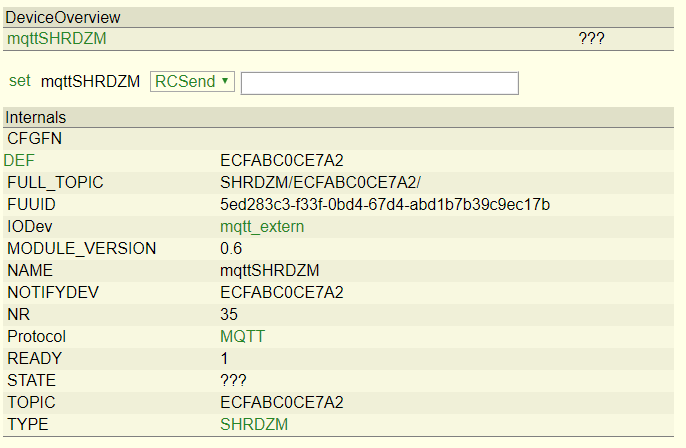 DeviceOverview
mqttSHRDZM ???
set mqttSHRDZM RCSend
Internals
CFGFN
DEF ECFABC0CE7A2
FULL_TOPIC SHRDZM/ECFABC0CE7A2/
FUUID 5ed283c3-f33f-0bd4-67d4-abd1b7b39c9ec17b
IODev mqtt_extern
MODULE_VERSION 0.6
NAME mqttSHRDZM
NOTIFYDEV ECFABC0CE7A2
NR 35
Protocol MQTT
READY 1
STATE ???
TOPIC ECFABC0CE7A2
TYPE SHRDZM